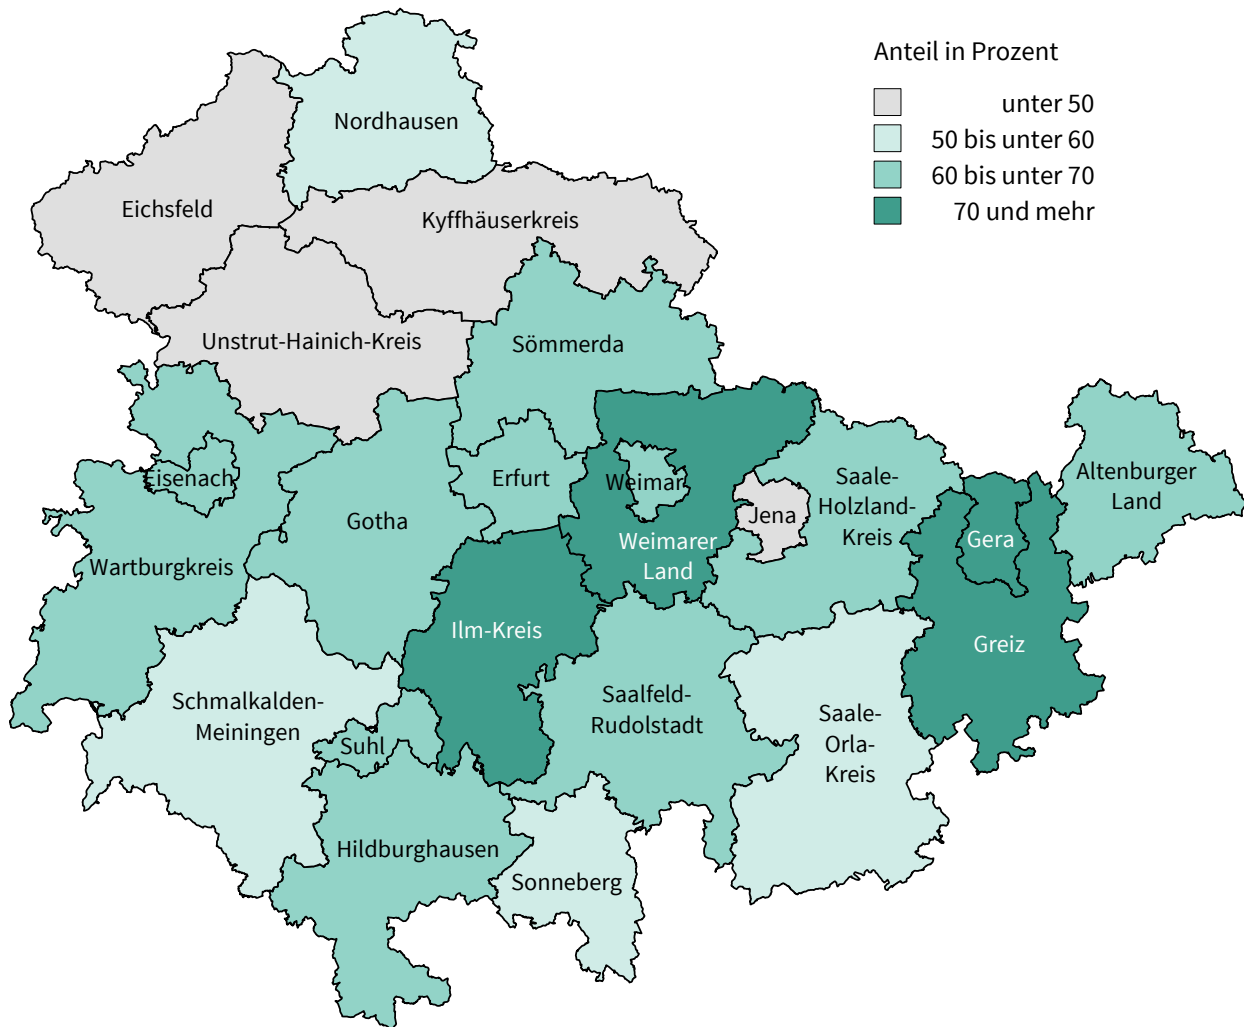 Anteil in Prozent
unter 50
50 bis unter 60
60 bis unter 70
70 und mehr
Nordhausen
Eichsfeld
Kyffhäuserkreis
Unstrut-Hainich-Kreis
Sömmerda
Eisenach
Erfurt
Weimar
Saale-
Holzland-
Kreis
Altenburger
Land
Gotha
Jena
Weimarer
Land
Gera
Wartburgkreis
Ilm-Kreis
Greiz
Schmalkalden-
Meiningen
Suhl
Saalfeld-
Rudolstadt
Saale-
Orla-
Kreis
Hildburghausen
Sonneberg